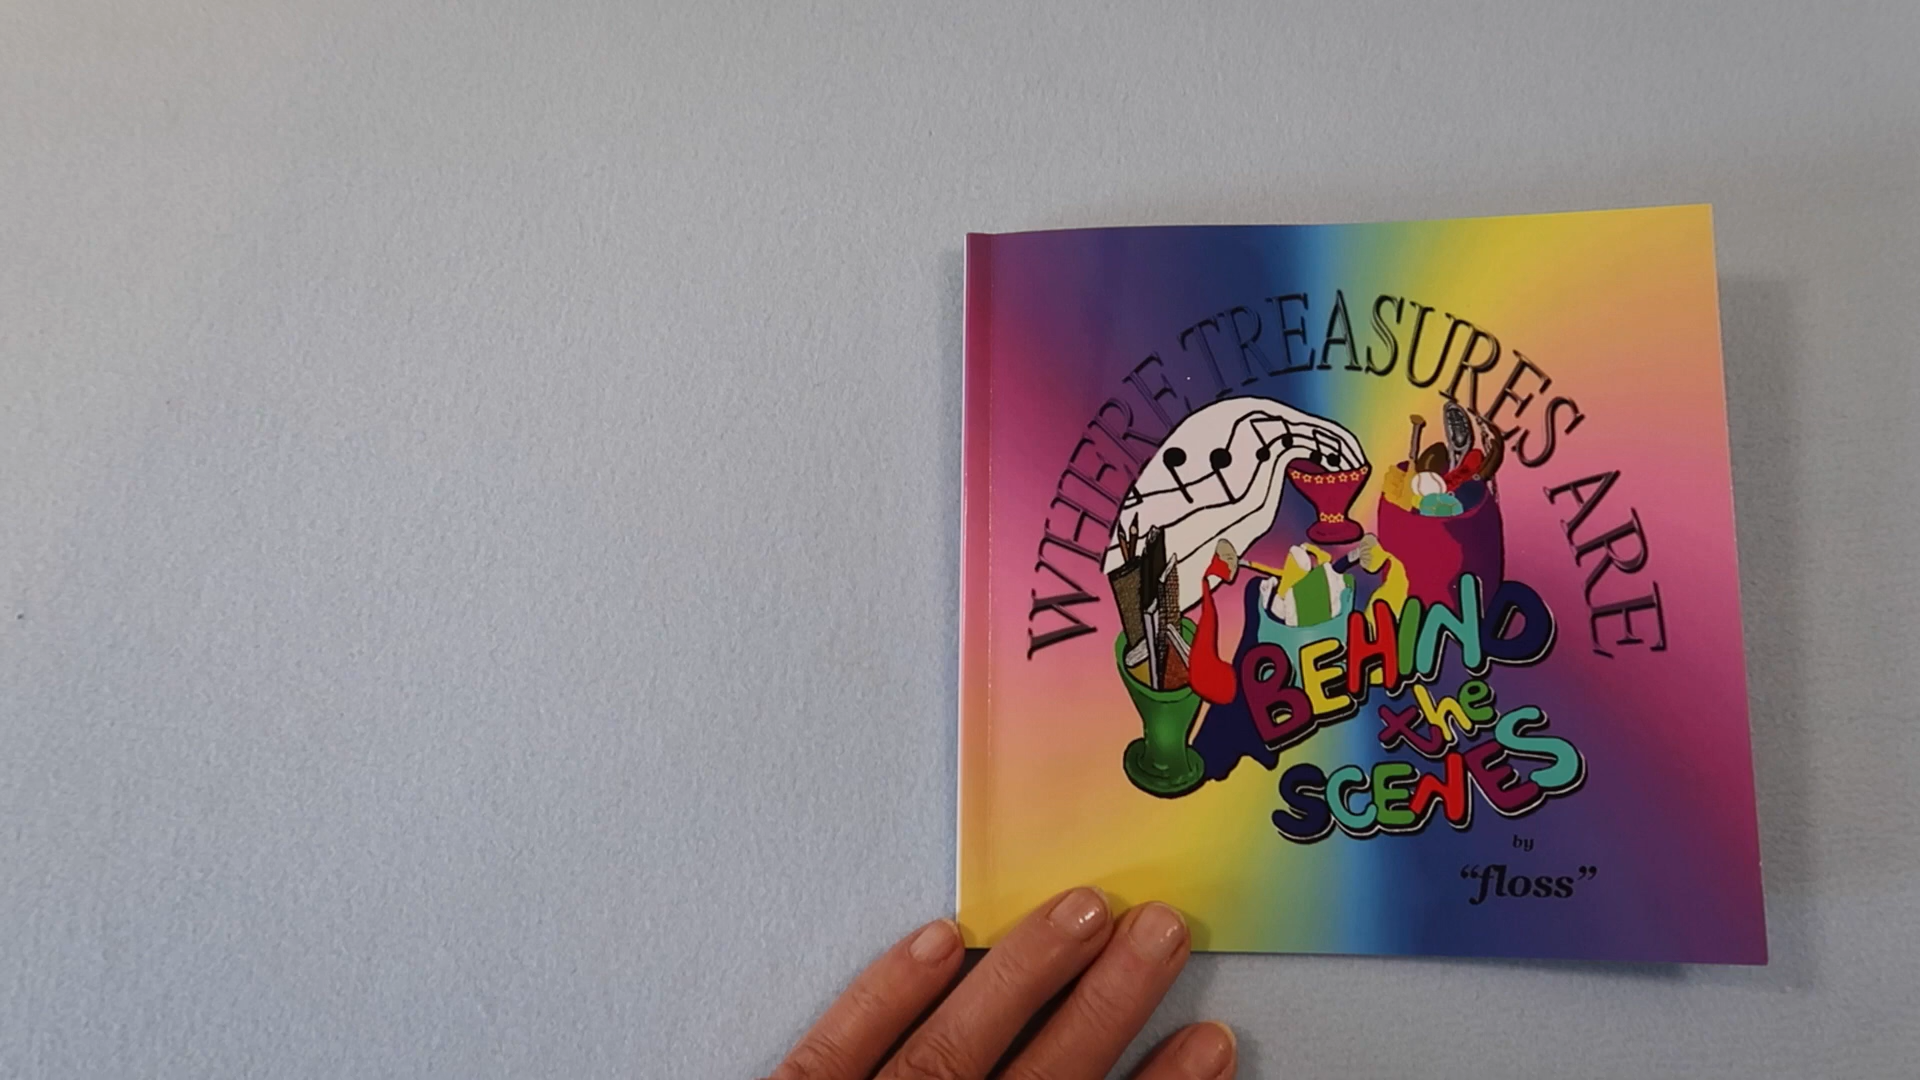 WHERE TREASURES ARE
BEHIND
the
SCENES
by
“floss”